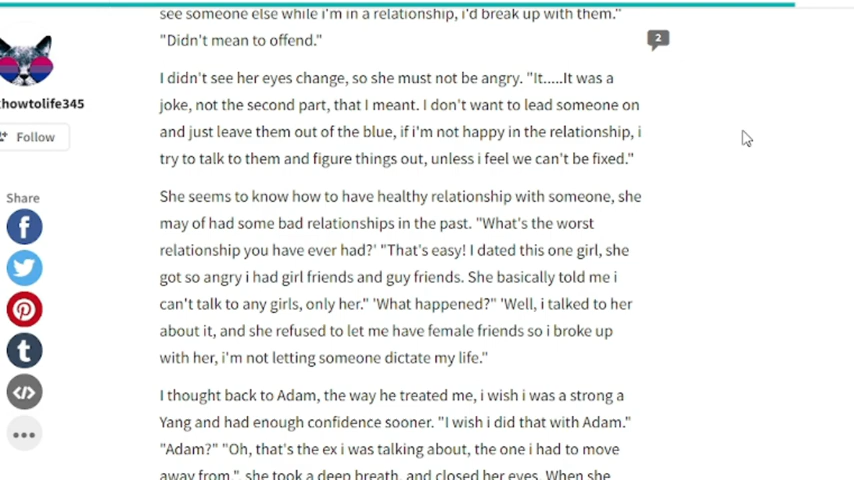 see someone else while i'm in a relationship, i'd break up with them."
"Didn't mean to offend."
2
I didn't see her eyes change, so she must not be angry. "It.....It was a
joke, not the second part, that I meant. I don't want to lead someone on
and just leave them out of the blue, if i'm not happy in the relationship, i
try to talk to them and figure things out, unless i feel we can't be fixed."
howtolife345
Follow
Share
She seems to know how to have healthy relationship with someone, she
may of had some bad relationships in the past. "What's the worst
relationship you have ever had?' "That's easy! I dated this one girl, she
got so angry i had girl friends and guy friends. She basically told me i
can't talk to any girls, only her." 'What happened?" 'Well, i talked to her
about it, and she refused to let me have female friends so i broke up
with her, i'm not letting someone dictate my life."
I thought back to Adam, the way he treated me, i wish i was a strong a
Yang and had enough confidence sooner. "I wish i did that with Adam."
"Adam?" "Oh, that's the ex i was talking about, the one i had to move
away from.", she took a deep breath, and closed her eyes. When she